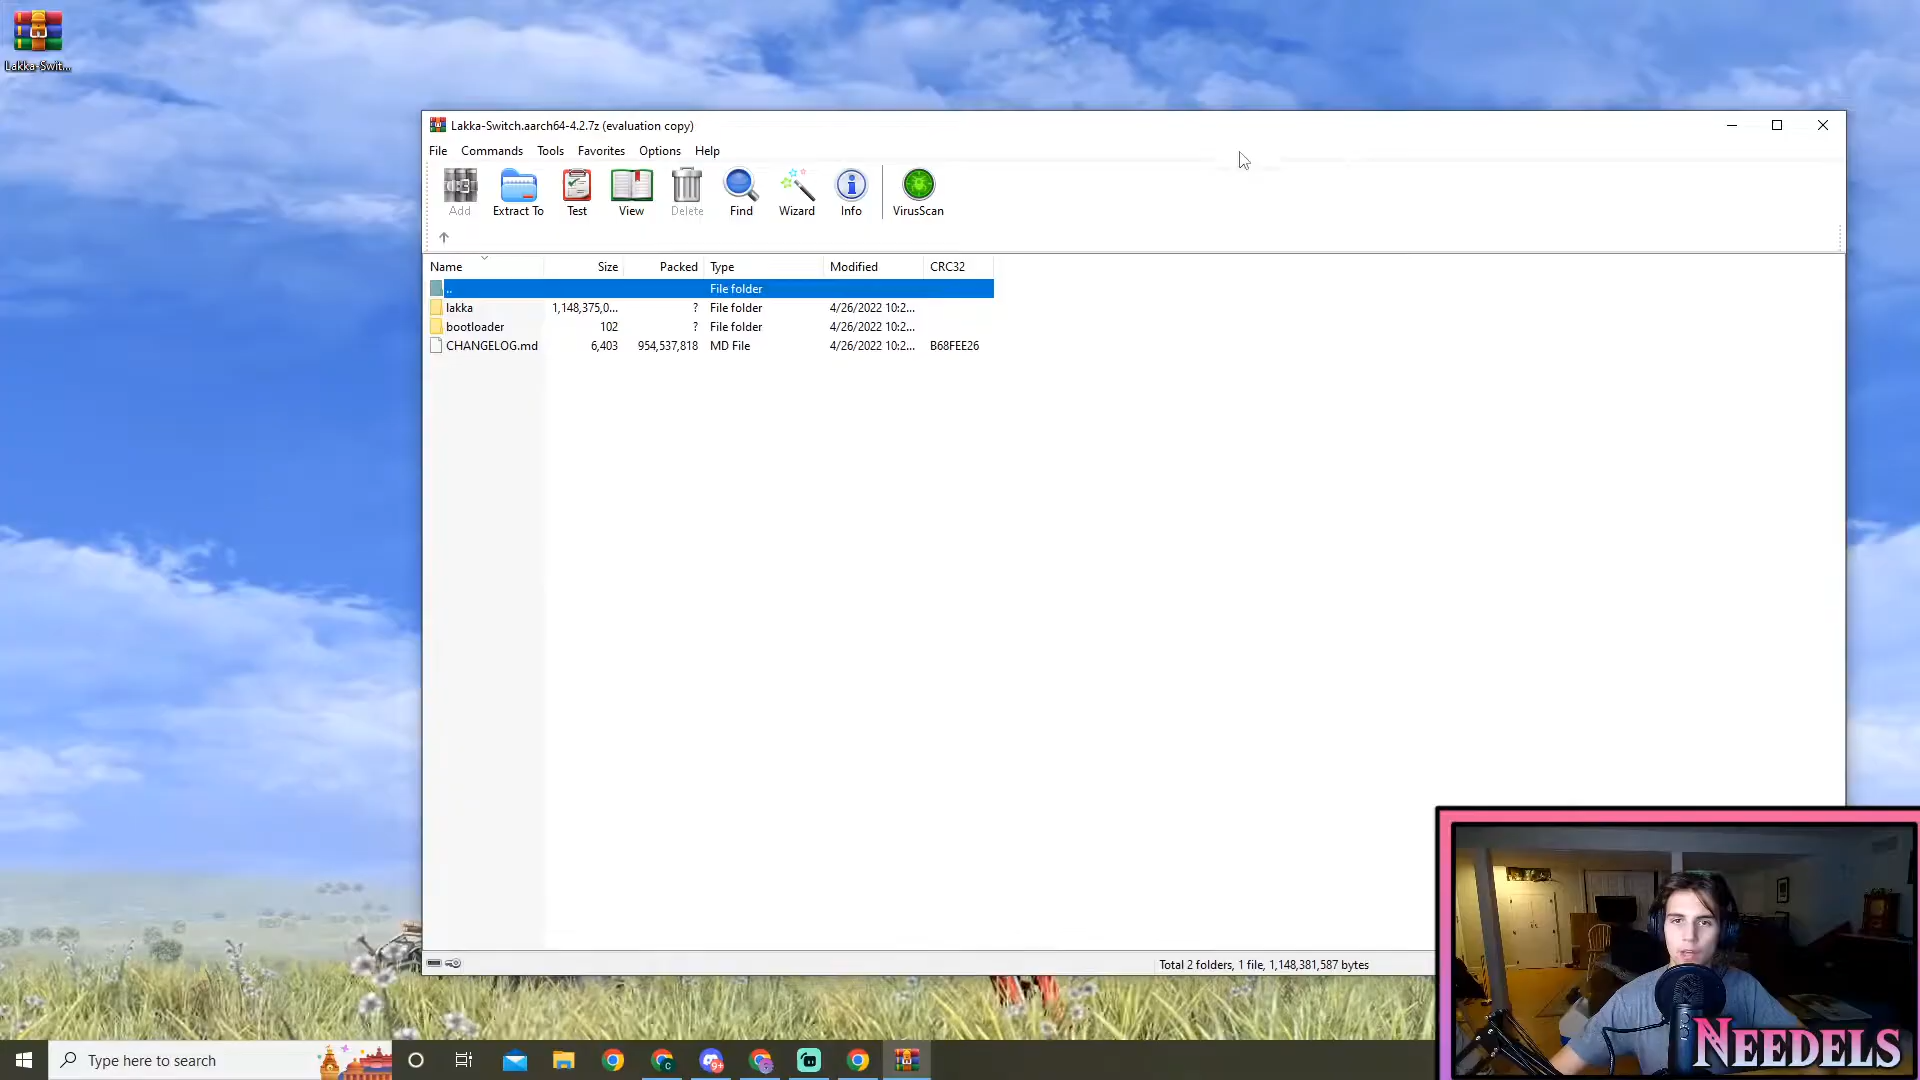 Lakka-Swit...
Lakka-Switch.aarch64-4.2.7z (evaluation copy)
File Commands Tools Favorites Options Help
Add Extract To Test View Delete Find Wizard Info VirusScan
Name Size Packed Type Modified CRC32
.. File folder
lakka 1,148,375,0... ? File folder 4/26/2022 10:2...
bootloader 102 ? File folder 4/26/2022 10:2...
CHANGELOG.md 6,403 954,537,818 MD File 4/26/2022 10:2... B68FEE26
Total 2 folders, 1 file, 1,148,381,587 bytes
Type here to search
C
9+
NEEDELS